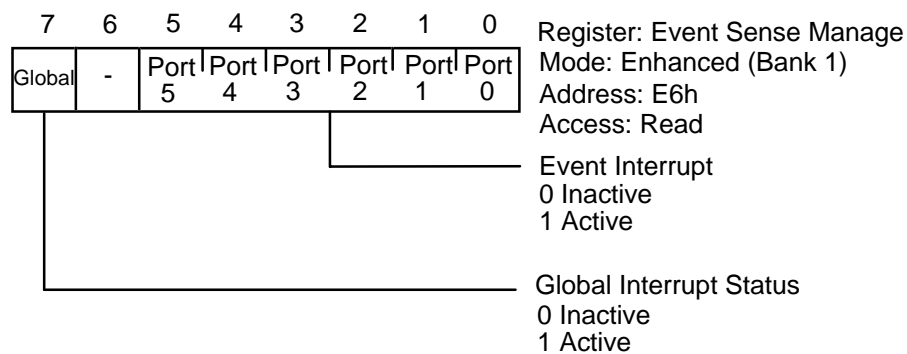 7 6 5 4 3 2 1 0
Global - Port 5 Port 4 Port 3 Port 2 Port 1 Port 0
Register: Event Sense Manage
Mode: Enhanced (Bank 1)
Address: E6h
Access: Read
Event Interrupt
0 Inactive
1 Active
Global Interrupt Status
0 Inactive
1 Active